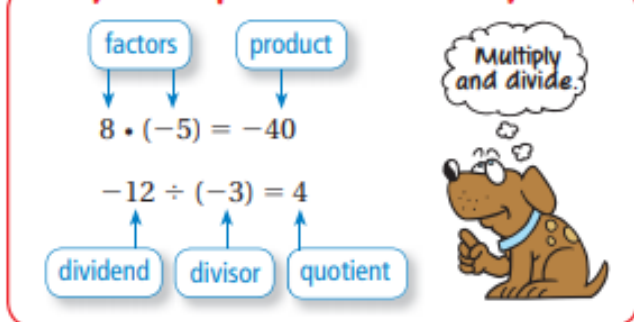 factors
product
Multiply
and divide.
8 • (−5) = −40
−12 ÷ (−3) = 4
dividend
divisor
quotient